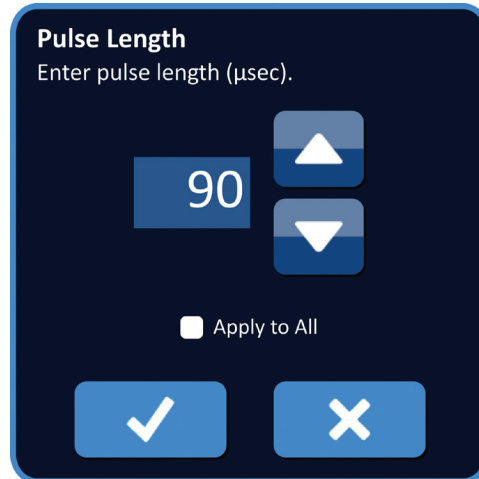 Pulse Length
Enter pulse length (μsec).
90
Apply to All